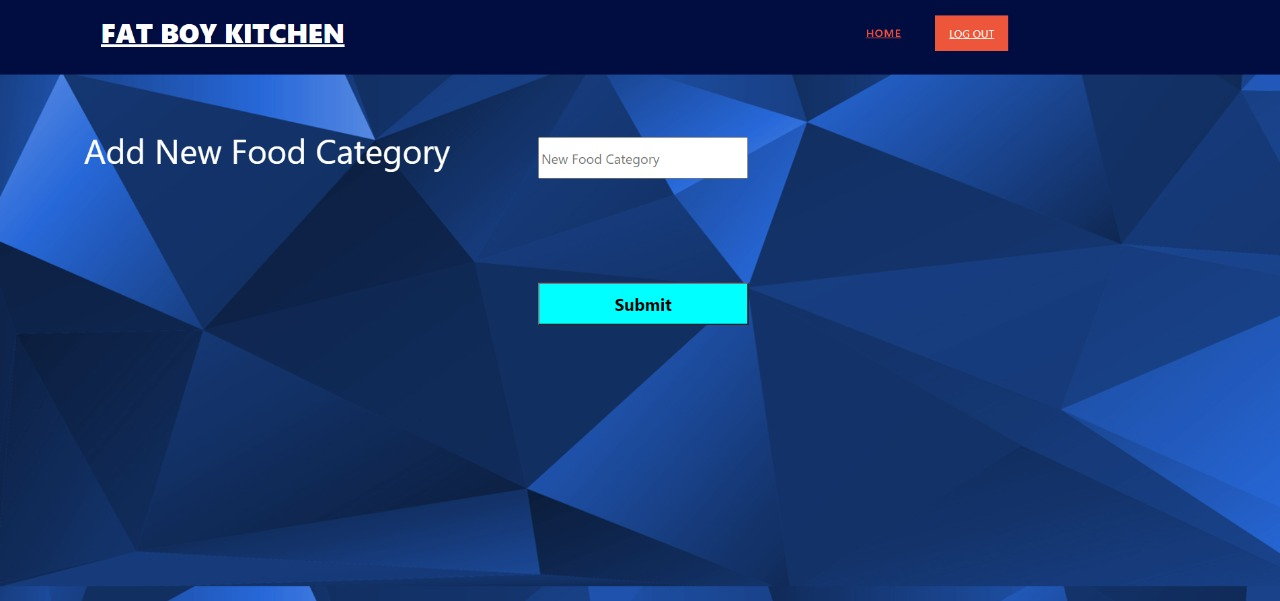 FAT BOY KITCHEN
HOME
LOG OUT
Add New Food Category
New Food Category
Submit